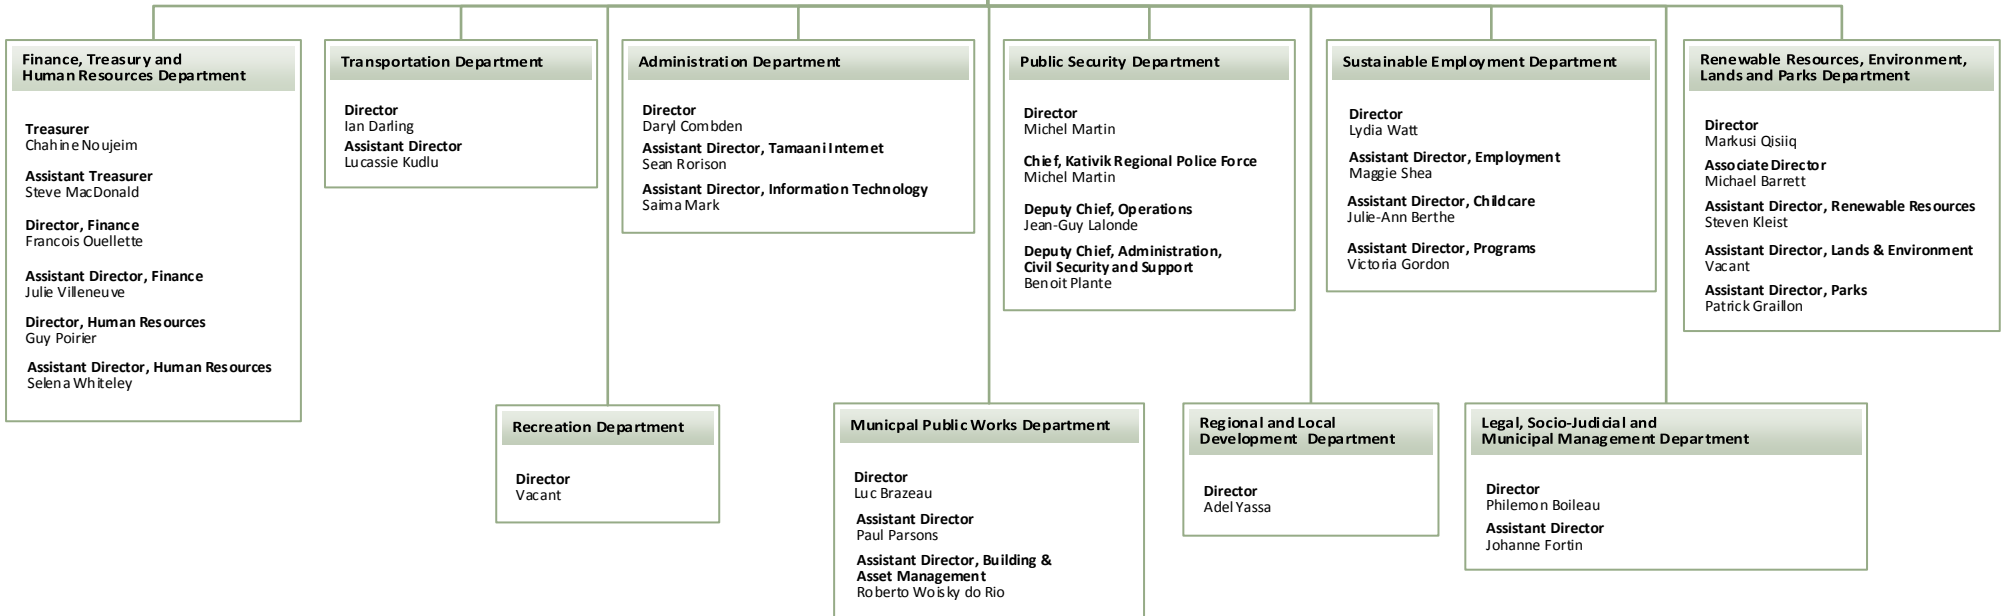 Finance, Treasury and
Human Resources Department
Treasurer
Chahine Noujeim
Assistant Treasurer
Steve MacDonald
Director, Finance
Francois Ouellette
Assistant Director, Finance
Julie Villeneuve
Director, Human Resources
Guy Poirier
Assistant Director, Human Resources
Selena Whiteley
Transportation Department
Director
Ian Darling
Assistant Director
Lucassie Kudlu
Administration Department
Director
Daryl Combden
Assistant Director, Tamaani Internet
Sean Rorison
Assistant Director, Information Technology
Saima Mark
Public Security Department
Director
Michel Martin
Chief, Kativik Regional Police Force
Michel Martin
Deputy Chief, Operations
Jean-Guy Lalonde
Deputy Chief, Administration,
Civil Security and Support
Benoit Plante
Sustainable Employment Department
Director
Lydia Watt
Assistant Director, Employment
Maggie Shea
Assistant Director, Childcare
Julie-Ann Berthe
Assistant Director, Programs
Victoria Gordon
Renewable Resources, Environment,
Lands and Parks Department
Director
Markusi Qisiiq
Associate Director
Michael Barrett
Assistant Director, Renewable Resources
Steven Kleist
Assistant Director, Lands & Environment
Vacant
Assistant Director, Parks
Patrick Graillon
Recreation Department
Director
Vacant
Municpal Public Works Department
Director
Luc Brazeau
Assistant Director
Paul Parsons
Assistant Director, Building &
Asset Management
Roberto Woisky do Rio
Regional and Local
Development Department
Director
Adel Yassa
Legal, Socio-Judicial and
Municipal Management Department
Director
Philemon Boileau
Assistant Director
Johanne Fortin